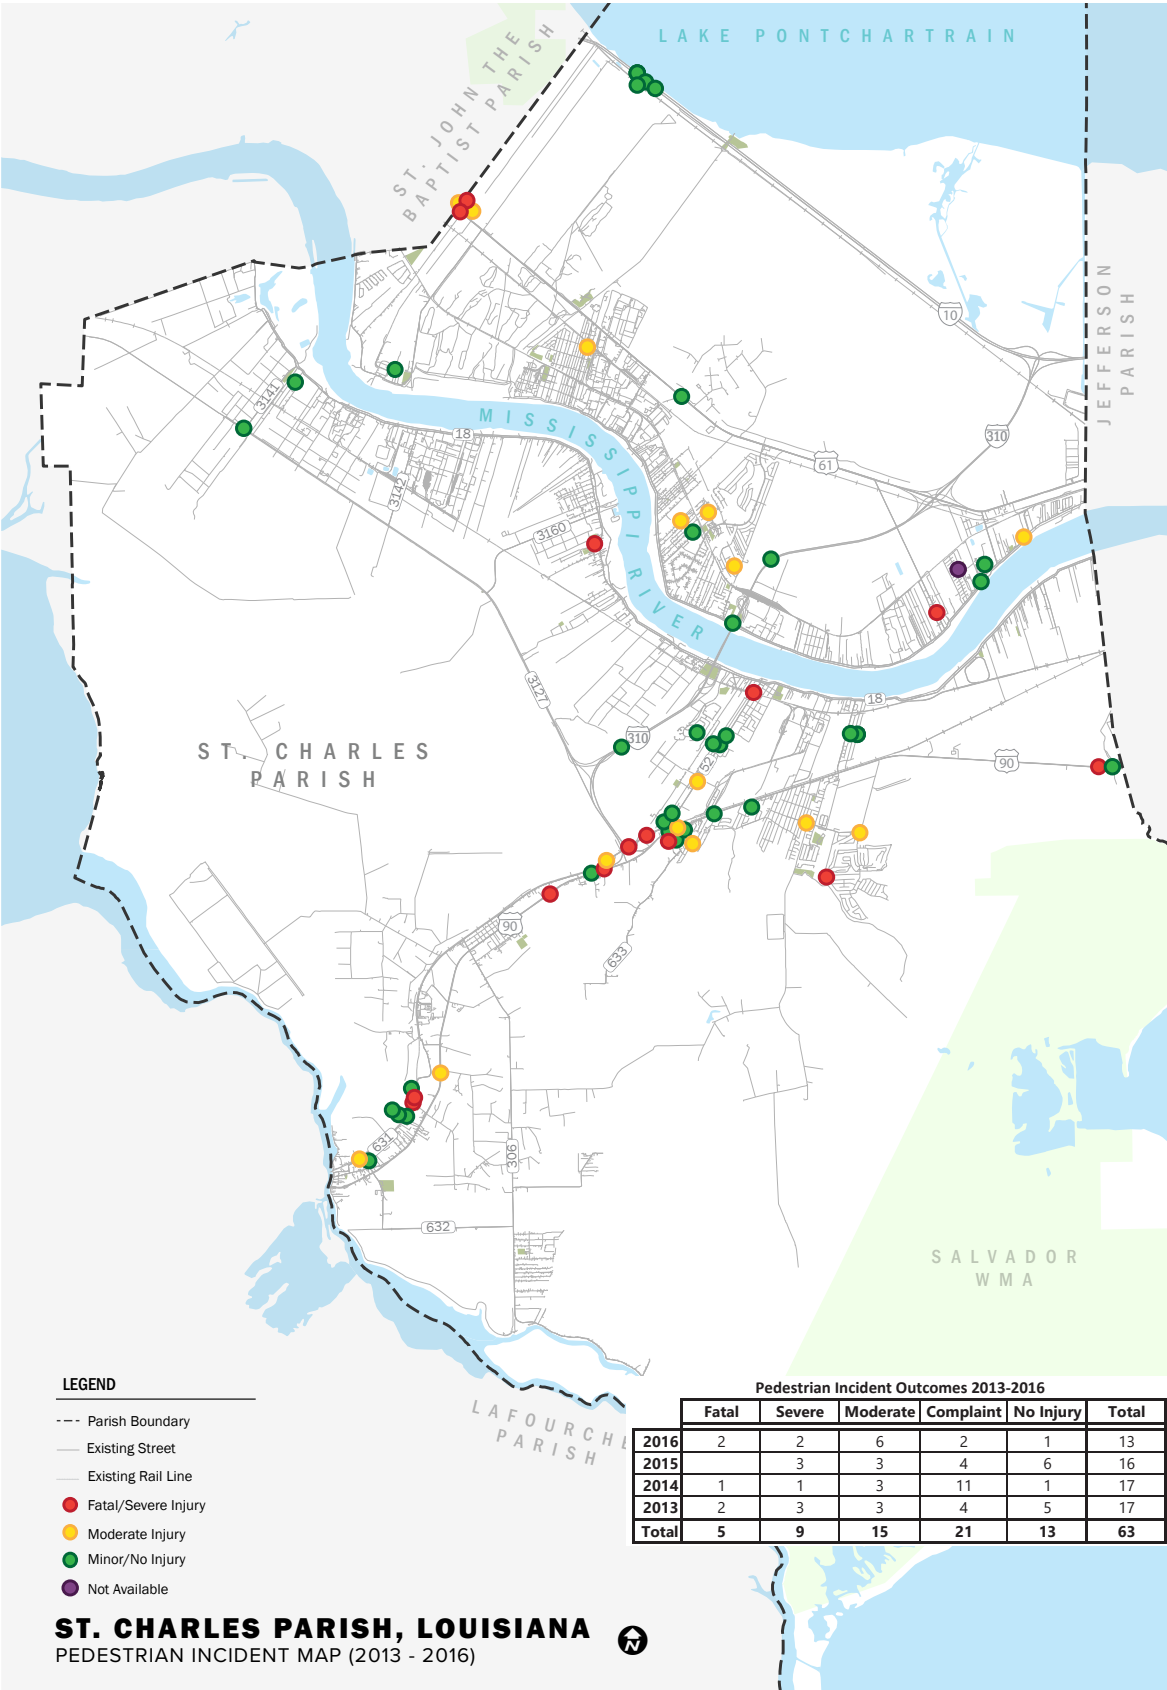 LAKE PONTCHARTRAIN
ST. JOHN THE
BAPTIST PARISH
JEFFERSON
PARISH
10
3141
MISSISSIPPI RIVER
18
310
61
3142
3160
3127
18
310
52
90
ST. CHARLES
PARISH
90
633
631
306
632
SALVADOR
WMA
LAFOURCHE
PARISH
LEGEND
Parish Boundary
Existing Street
Existing Rail Line
Fatal/Severe Injury
Moderate Injury
Minor/No Injury
Not Available
Pedestrian Incident Outcomes 2013-2016
Fatal Severe Moderate Complaint No Injury Total
2016 2 2 6 2 1 13
2015 3 3 4 6 16
2014 1 1 3 11 1 17
2013 2 3 3 4 5 17
Total 5 9 15 21 13 63
ST. CHARLES PARISH, LOUISIANA
PEDESTRIAN INCIDENT MAP (2013 - 2016)
N